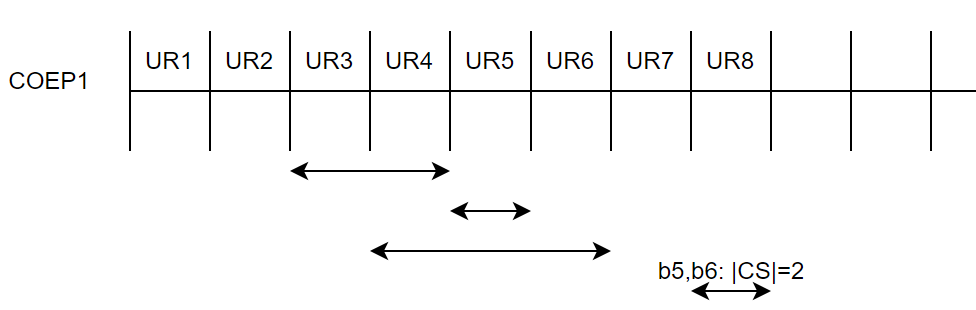 UR1 UR2 UR3 UR4 UR5 UR6 UR7 UR8
COEP1
b5,b6: |CS|=2